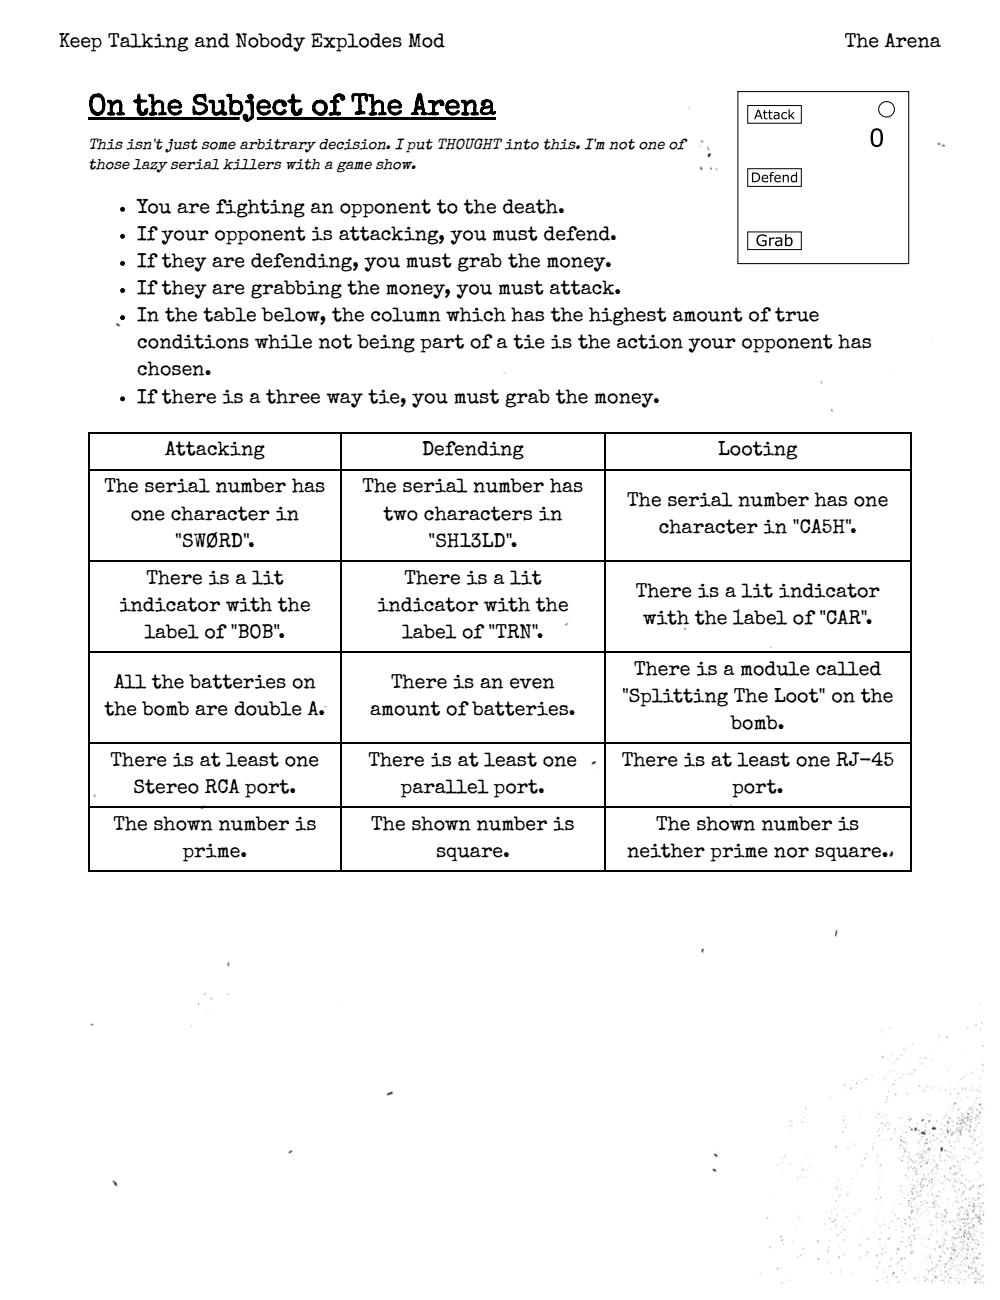 Keep Talking and Nobody Explodes Mod
The Arena
On the Subject of The Arena
This isn't just some arbitrary decision. I put THOUGHT into this. I'm not one of
those lazy serial killers with a game show.
Attack
0
Defend
Grab
• You are fighting an opponent to the death.
• If your opponent is attacking, you must defend.
• If they are defending, you must grab the money.
• If they are grabbing the money, you must attack.
• In the table below, the column which has the highest amount of true
conditions while not being part of a tie is the action your opponent has
chosen.
• If there is a three way tie, you must grab the money.
Attacking
Defending
Looting
The serial number has
one character in
"SWØRD".
The serial number has
two characters in
"SH13LD".
The serial number has one
character in "CA5H".
There is a lit
indicator with the
label of "BOB".
There is a lit
indicator with the
label of "TRN".
There is a lit indicator
with the label of "CAR".
All the batteries on
the bomb are double A.
There is an even
amount of batteries.
There is a module called
"Splitting The Loot" on the
bomb.
There is at least one
Stereo RCA port.
There is at least one
parallel port.
There is at least one RJ-45
port.
The shown number is
prime.
The shown number is
square.
The shown number is
neither prime nor square.